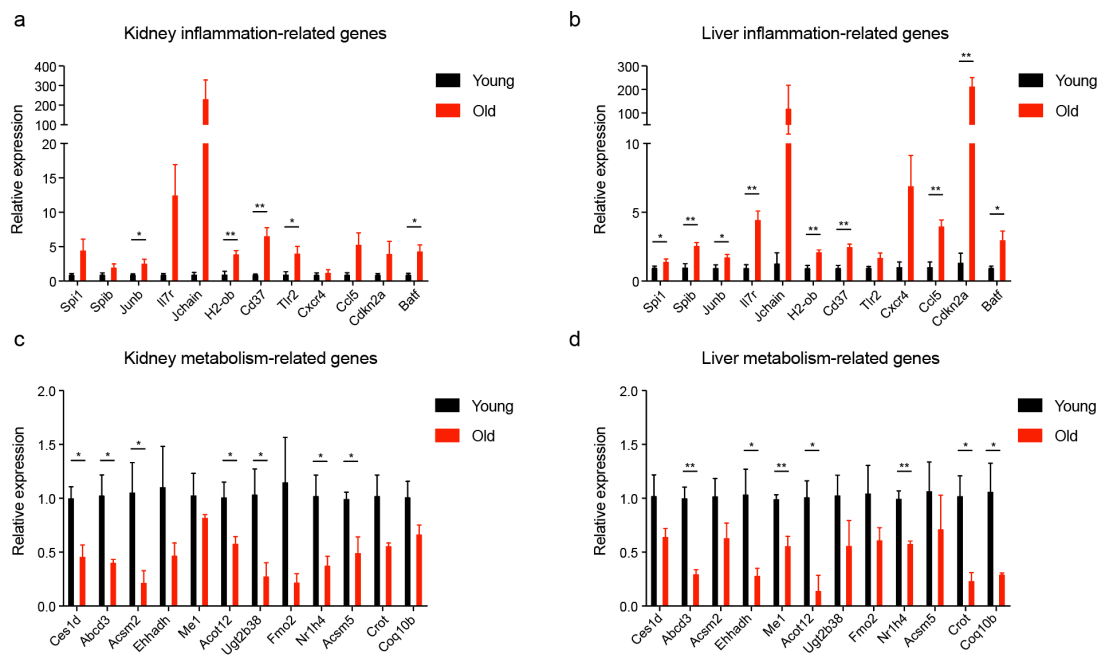 a
Kidney inflammation-related genes
Relative expression
400
300
200
100
20
15
10
5
0
* ** * *
Spi1 Spib Junb Il7r Jchain H2-ob Cd37 Tlr2 Cxcr4 Ccl5 Cdkn2a Batf
Young
Old
b
Liver inflammation-related genes
Relative expression
300
200
100
10
5
0
* ** * ** ** ** ** ** *
Spi1 Spib Junb Il7r Jchain H2-ob Cd37 Tlr2 Cxcr4 Ccl5 Cdkn2a Batf
Young
Old
c
Kidney metabolism-related genes
Relative expression
2.0
1.5
1.0
0.5
0.0
* * * * * * *
Ces1d Abcd3 Acsm2 Ehhadh Me1 Acot12 Ugt2b38 Fmo2 Nr1h4 Acsm5 Crot Coq10b
Young
Old
d
Liver metabolism-related genes
Relative expression
2.0
1.5
1.0
0.5
0.0
** * ** * ** * *
Ces1d Abcd3 Acsm2 Ehhadh Me1 Acot12 Ugt2b38 Fmo2 Nr1h4 Acsm5 Crot Coq10b
Young
Old